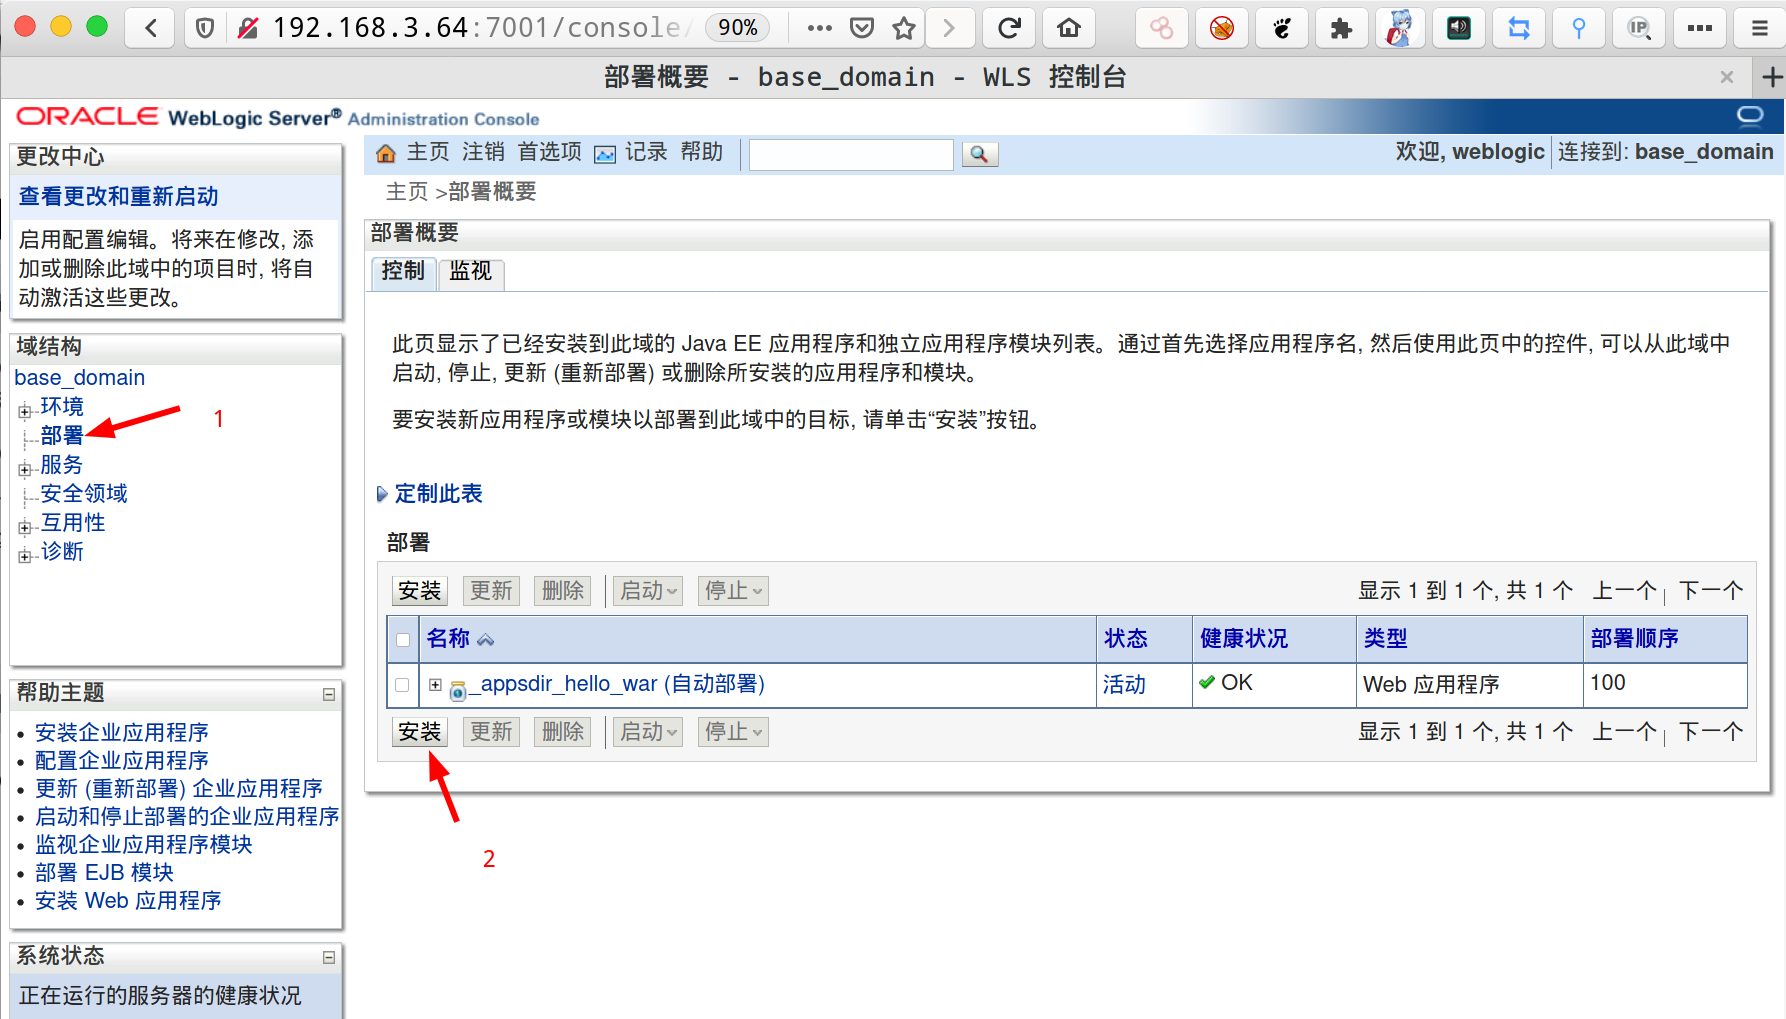 192.168.3.64:7001/console/
90%
IP
部署概要 - base_domain - WLS 控制台
ORACLE WebLogic Server® Administration Console
更改中心
查看更改和重新启动
启用配置编辑。将来在修改, 添
加或删除此域中的项目时, 将自
动激活这些更改。
域结构
base_domain
环境
部署
服务
安全领域
互用性
诊断
1
帮助主题
安装企业应用程序
配置企业应用程序
更新 (重新部署) 企业应用程序
启动和停止部署的企业应用程序
监视企业应用程序模块
部署 EJB 模块
安装 Web 应用程序
系统状态
正在运行的服务器的健康状况
主页 注销 首选项 记录 帮助
欢迎, weblogic 连接到: base_domain
主页 >部署概要
部署概要
控制 监视
此页显示了已经安装到此域的 Java EE 应用程序和独立应用程序模块列表。通过首先选择应用程序名, 然后使用此页中的控件, 可以从此域中
启动, 停止, 更新 (重新部署) 或删除所安装的应用程序和模块。
要安装新应用程序或模块以部署到此域中的目标, 请单击“安装”按钮。
定制此表
部署
安装 更新 删除 启动 停止 显示 1 到 1 个, 共 1 个 上一个 | 下一个
名称 状态 健康状况 类型 部署顺序
_appsdir_hello_war (自动部署) 活动 OK Web 应用程序 100
安装 更新 删除 启动 停止 显示 1 到 1 个, 共 1 个 上一个 | 下一个
2